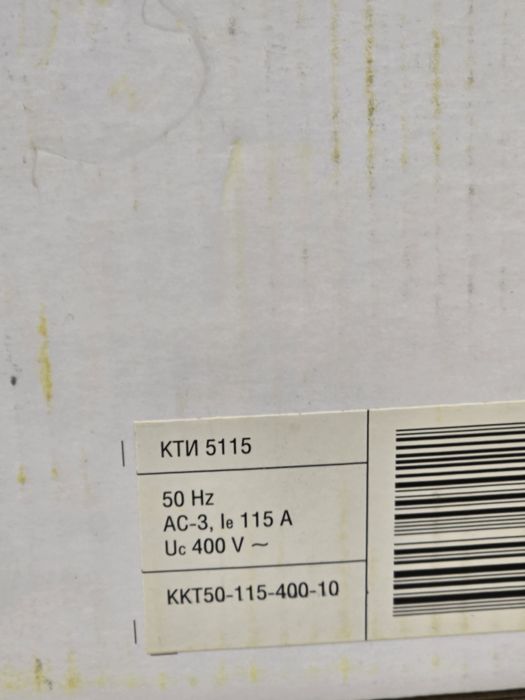 КТИ 5115
50 Hz
AC-3, Ie 115 A
Uc 400 V ~
KKT50-115-400-10